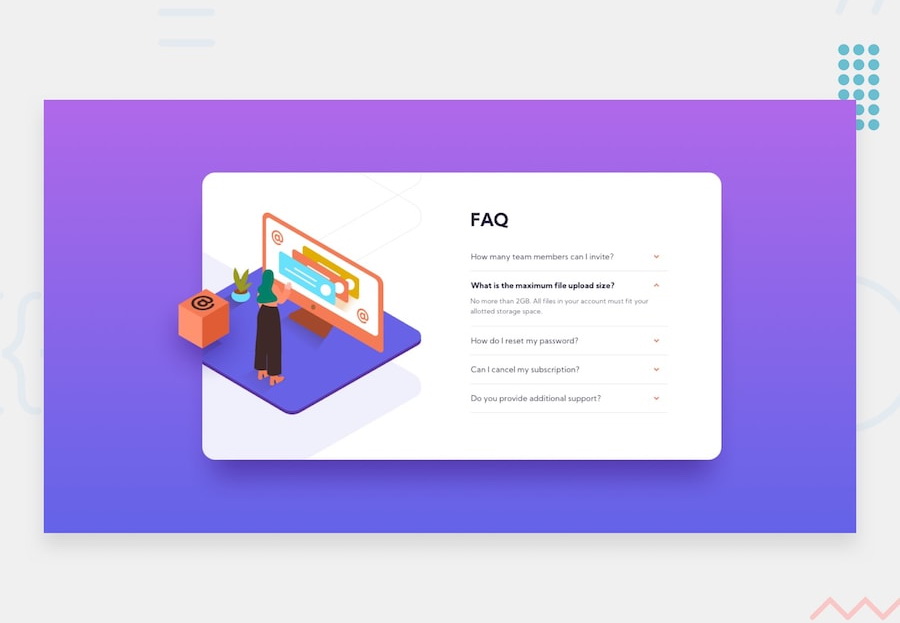 FAQ
How many team members can I invite?
What is the maximum file upload size?
No more than 2GB. All files in your account must fit your
allotted storage space.
How do I reset my password?
Can I cancel my subscription?
Do you provide additional support?